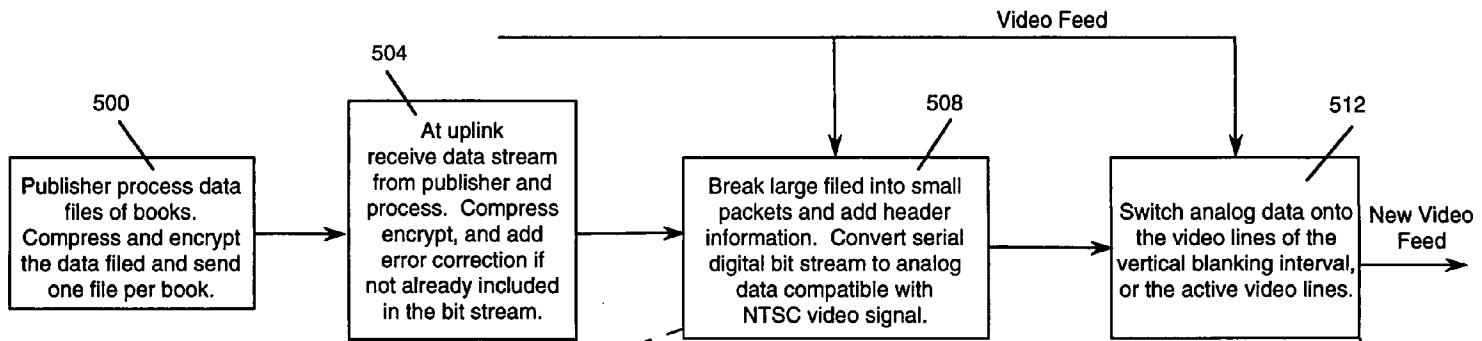 Video Feed
500
504
508
512
Publisher process data
files of books.
Compress and encrypt
the data filed and send
one file per book.
At uplink
receive data stream
from publisher and
process. Compress
encrypt, and add
error correction if
not already included
in the bit stream.
Break large filed into small
packets and add header
information. Convert serial
digital bit stream to analog
data compatible with
NTSC video signal.
Switch analog data onto
the video lines of the
vertical blanking interval,
or the active video lines.
New Video
Feed